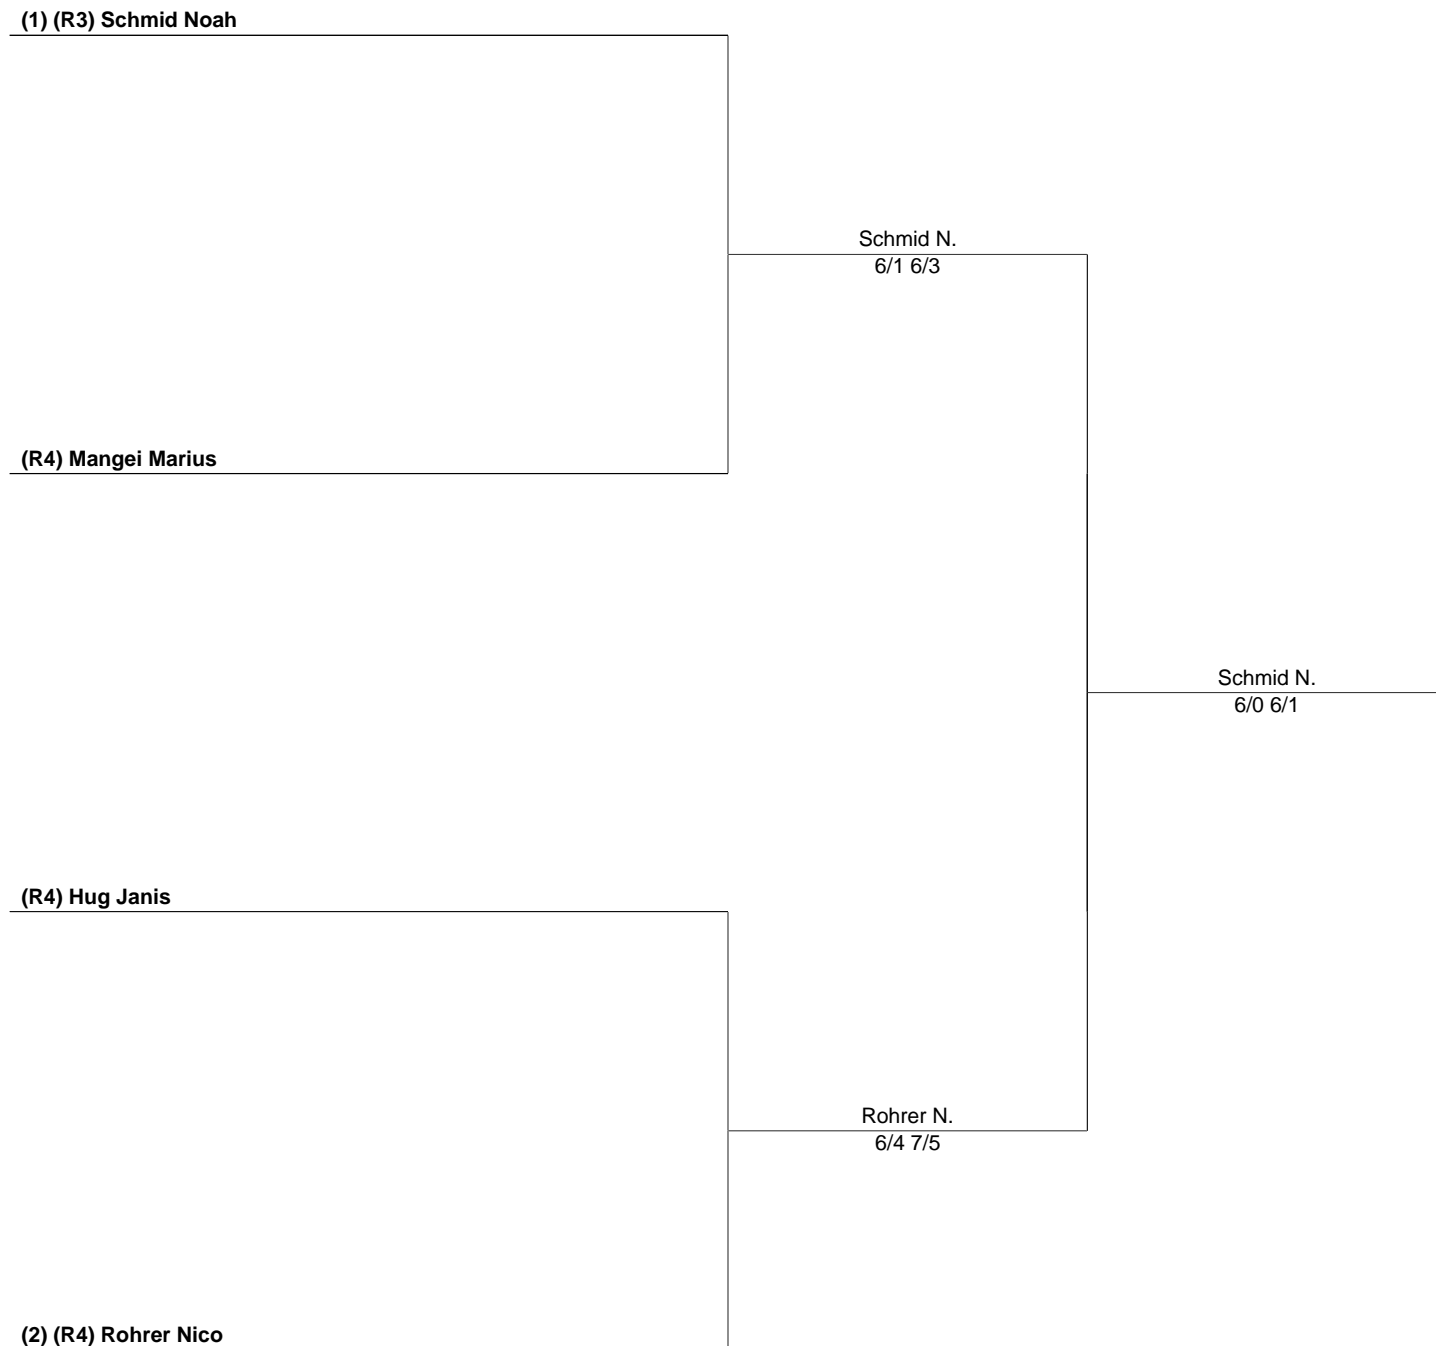 (1) (R3) Schmid Noah
Schmid N.
6/1 6/3
(R4) Mangei Marius
Schmid N.
6/0 6/1
(R4) Hug Janis
Rohrer N.
6/4 7/5
(2) (R4) Rohrer Nico